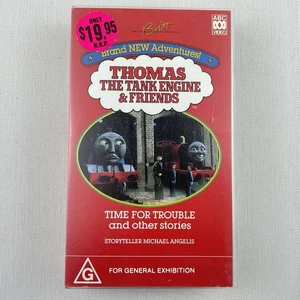 ONLY
$19.95
R.R.P.
Britt
ABC
VIDEO
Brand NEW Adventures!
THOMAS
THE TANK ENGINE
& FRIENDS
TIME FOR TROUBLE
and other stories
STORYTELLER MICHAEL ANGELIS
G
FOR GENERAL EXHIBITION